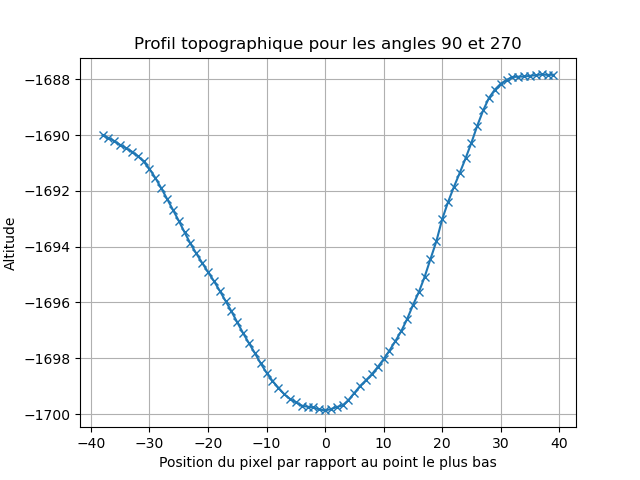 Profil topographique pour les angles 90 et 270
Altitude
−1688
−1690
−1692
−1694
−1696
−1698
−1700
−40 −30 −20 −10 0 10 20 30 40
Position du pixel par rapport au point le plus bas